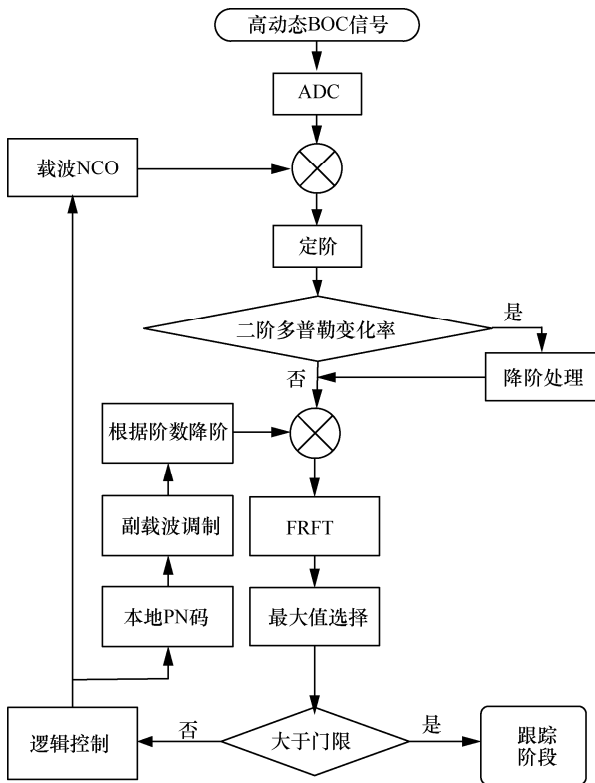 高动态BOC信号
ADC
载波NCO
定阶
二阶多普勒变化率
是
否
降阶处理
根据阶数降阶
副载波调制
FRFT
本地PN码
最大值选择
逻辑控制
否
大于门限
是
跟踪
阶段